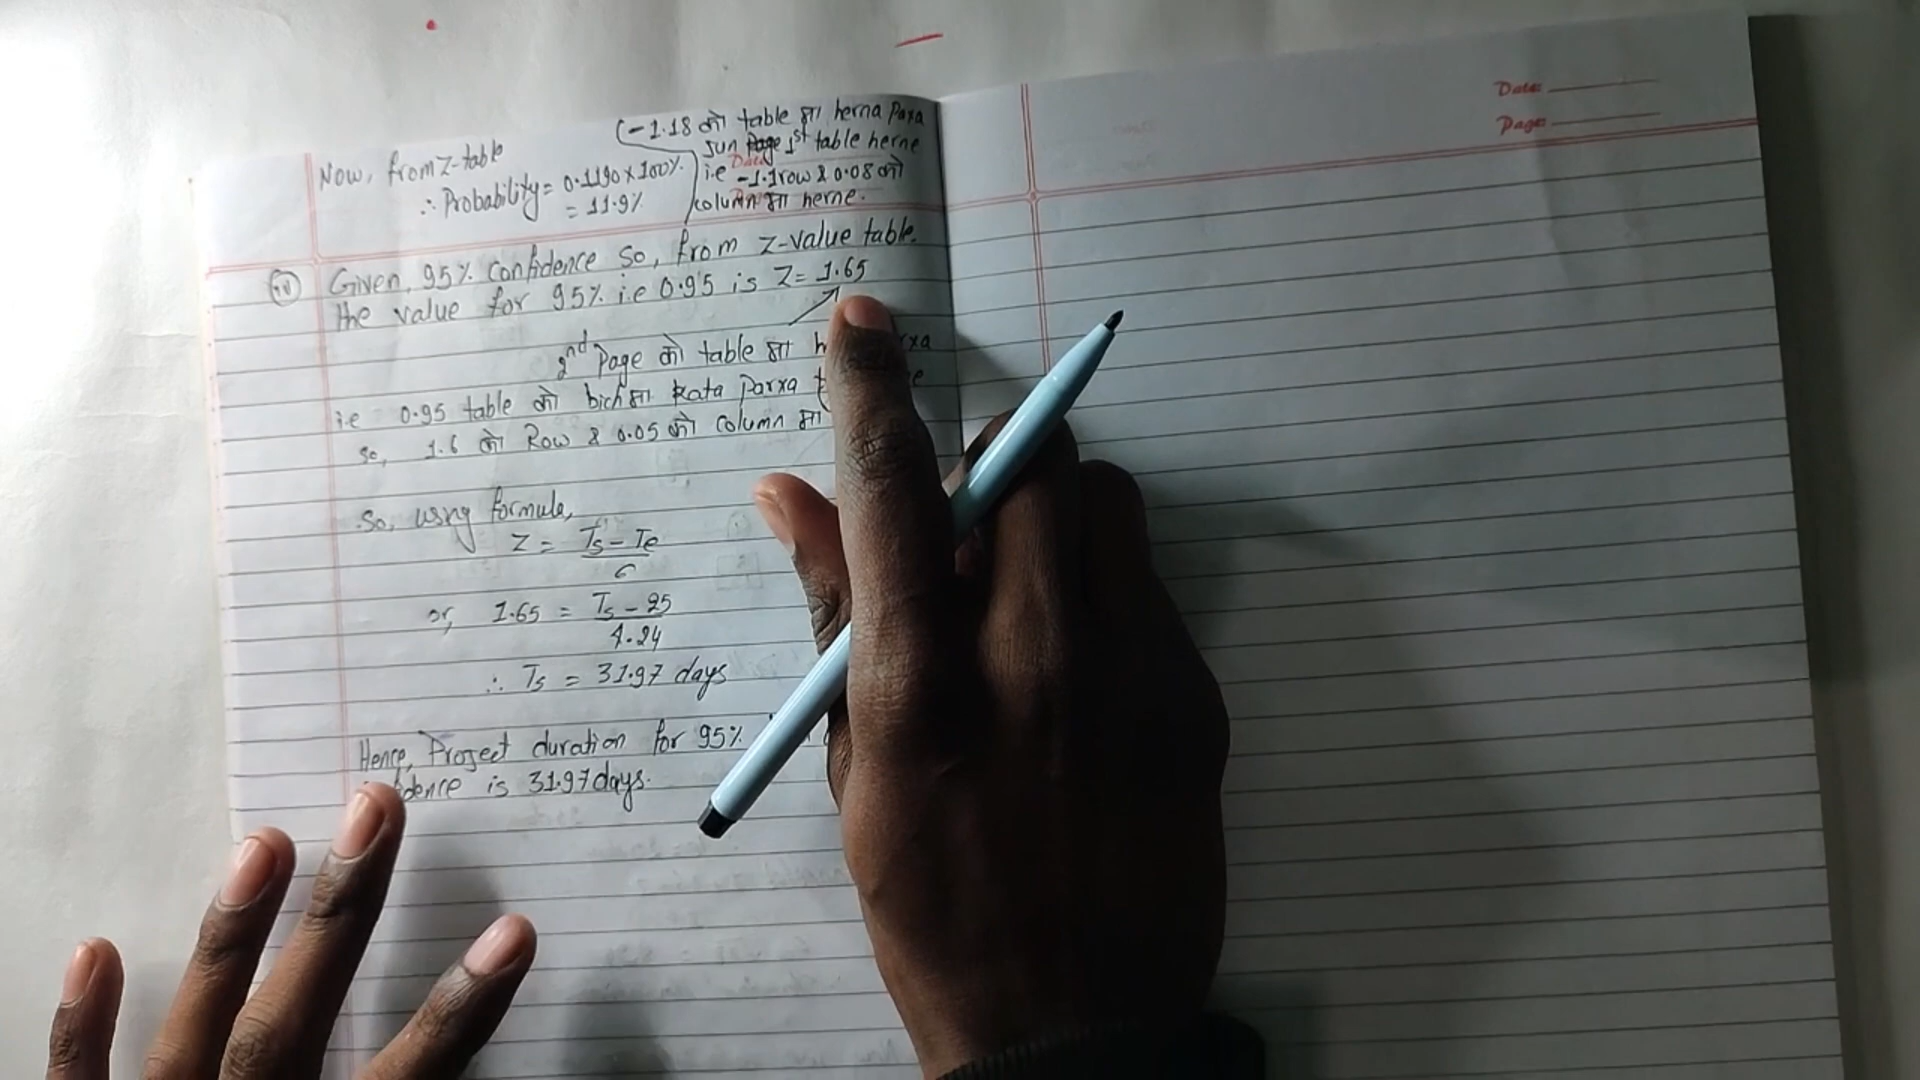 (-1.18 को table मा herna Parxa
Jun Page 1st table herne
i.e -1.1 row & 0.08 को
column मा herne.
Now, from z-table
∴ Probability = 0.1190 x 100%
= 11.9%
Given, 95% confidence so, from z-value table.
the value for 95% i.e 0.95 is Z= 1.65
2nd Page को table मा
i.e 0.95 table को bich मा kata parxa
so, 1.6 को Row & 0.05 को column मा
So, using formula,
Z = Ts - Te
σ
or, 1.65 = Ts - 25
4.24
∴ Ts = 31.97 days
Hence, Project duration for 95%
is 31.97 days.
Date:
Page: